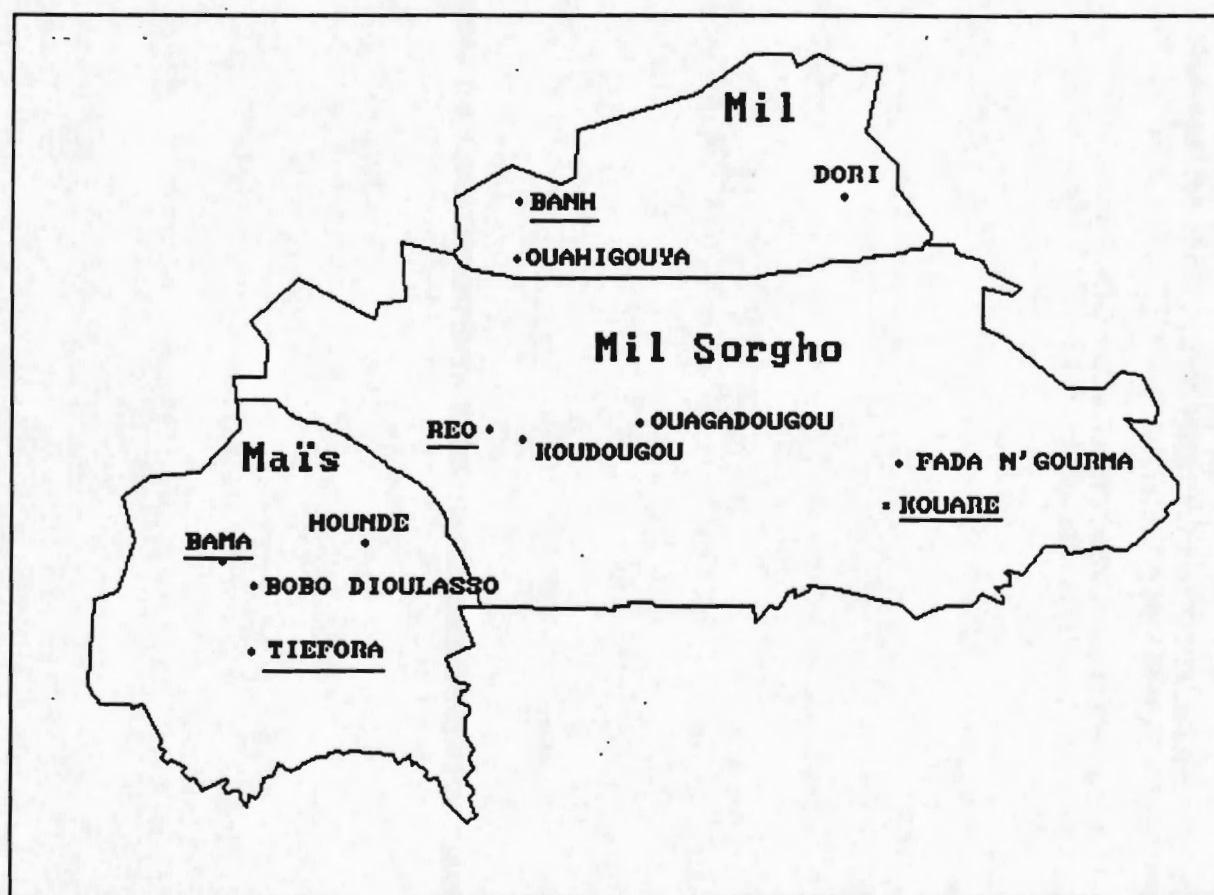 Mil
DORI
BANH
OUAHIGOUYA
Mil Sorgho
OUAGADOUGOU
REO
KOUDOUGOU
Maïs
FADA N'GOURMA
KOUARE
HOUNDE
BAMA
BOBO DIOULASSO
TIEFORA